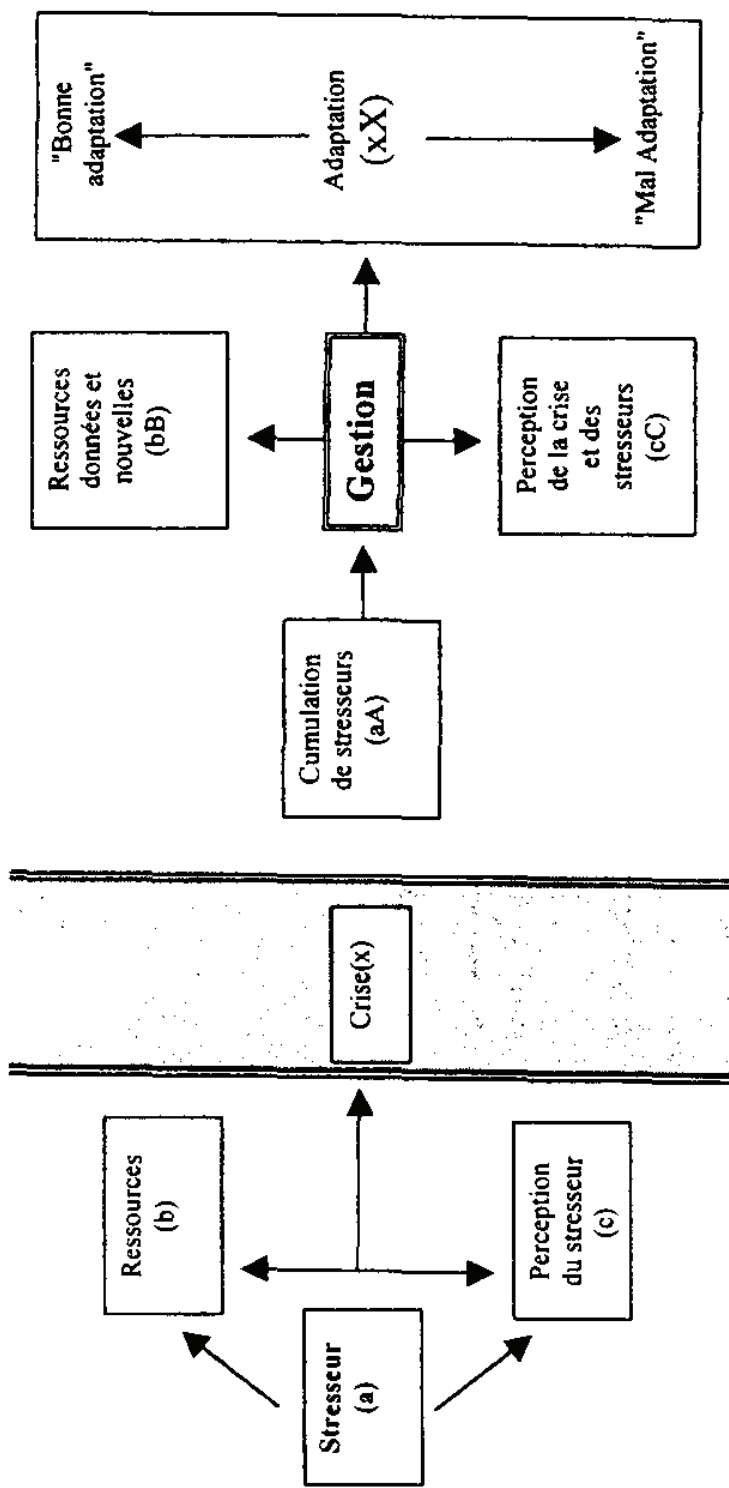 Stresseur
(a)
Ressources
(b)
Perception
du stresseur
(c)
Crise(x)
Cumulation
de stresseurs
(aA)
Ressources
données et
nouvelles
(bB)
Gestion
Perception
de la crise
et des
stresseurs
(cC)
"Bonne
adaptation"
Adaptation
(xX)
"Mal Adaptation"